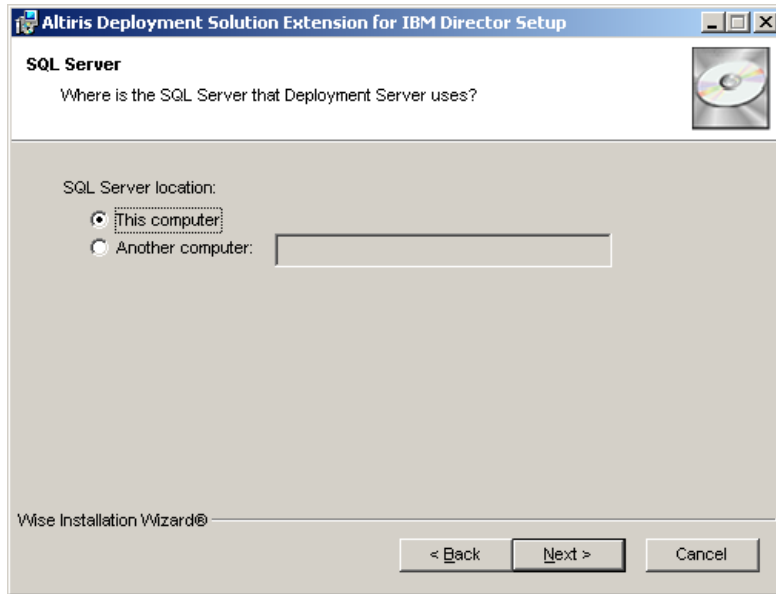 Altiris Deployment Solution Extension for IBM Director Setup
SQL Server
Where is the SQL Server that Deployment Server uses?
SQL Server location:
This computer
Another computer:
Wise Installation Wizard®
< Back Next > Cancel